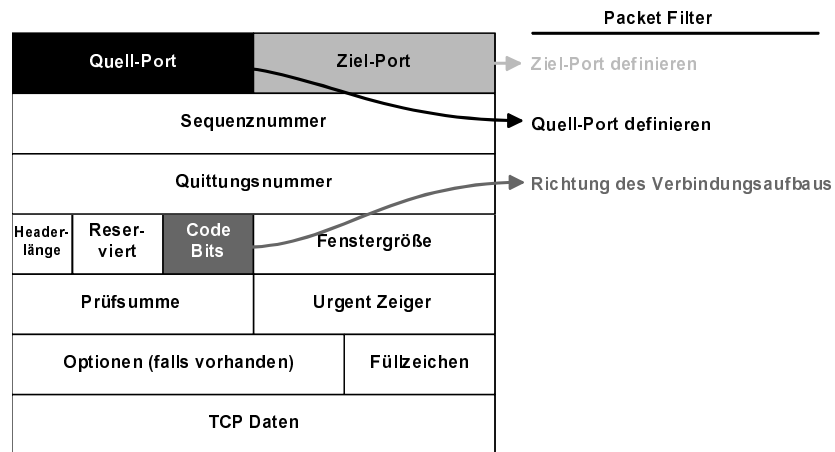 Packet Filter
Quell-Port
Ziel-Port
Ziel-Port definieren
Sequenznummer
Quell-Port definieren
Quittungsnummer
Richtung des Verbindungsaufbaus
Header-
länge
Reser-
viert
Code
Bits
Fenstergröße
Prüfsumme
Urgent Zeiger
Optionen (falls vorhanden)
Füllzeichen
TCP Daten